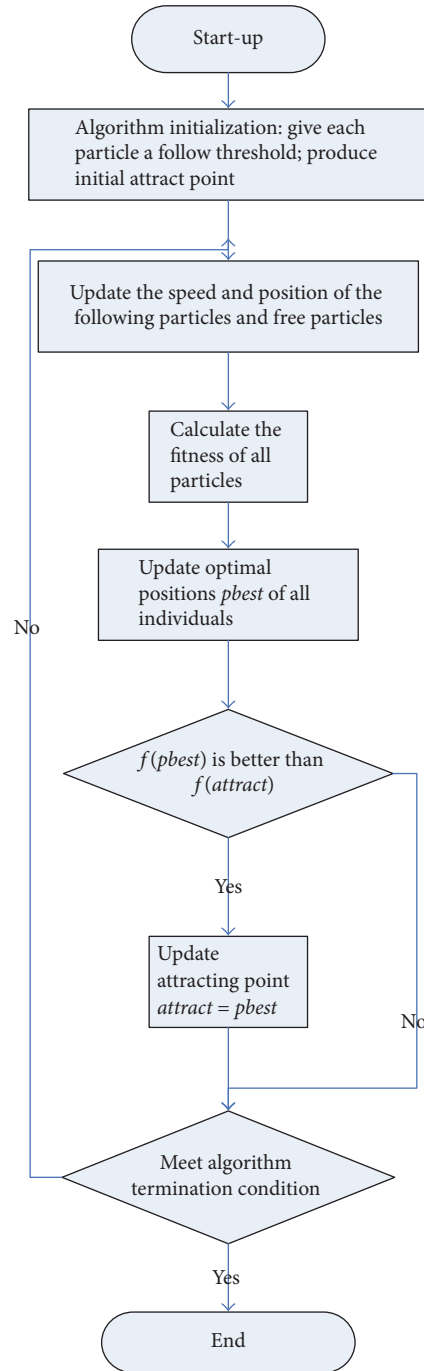 Start-up
Algorithm initialization: give each
particle a follow threshold; produce
initial attract point
Update the speed and position of the
following particles and free particles
Calculate the
fitness of all
particles
Update optimal
positions pbest of all
individuals
No
f(pbest) is better than
f(attract)
Yes
Update
attracting point
attract = pbest
No
Meet algorithm
termination condition
Yes
End